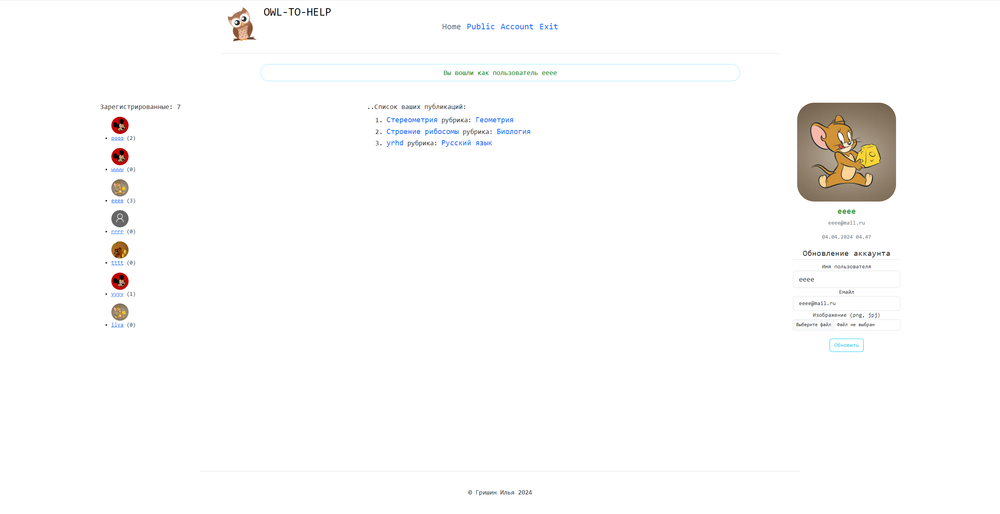 OWL-TO-HELP
Home Public Account Exit
Вы вошли как пользователь eeee
Зарегистрированные: 7
qqqq (2)
wwww (0)
eeee (3)
rrrr (0)
tttt (0)
yyyy (1)
ilya (0)
..Список ваших публикаций:
1. Стереометрия рубрика: Геометрия
2. Строение рибосомы рубрика: Биология
3. yrhd рубрика: Русский язык
eeee
eeee@mail.ru
04.04.2024 04.47
Обновление аккаунта
Имя пользователя
eeee
Емайл
eeee@mail.ru
Изображение (png, jpj)
Выберите файл Файл не выбран
Обновить
© Гришин Илья 2024